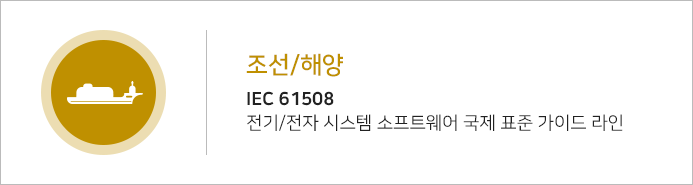 조선/해양
IEC 61508
전기/전자 시스템 소프트웨어 국제 표준 가이드 라인